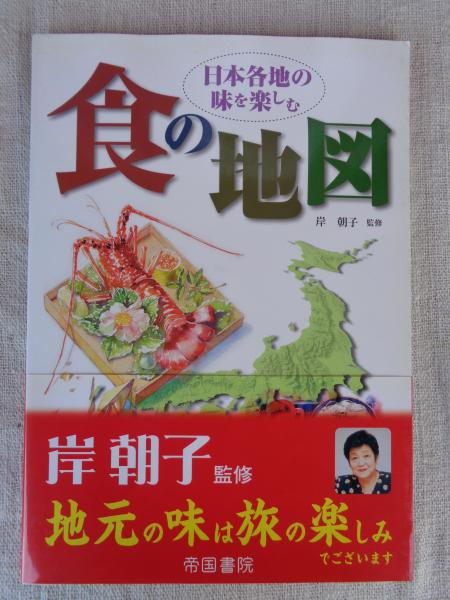 日本各地の
味を楽しむ
食の地図
岸 朝子 監修
岸 朝子 監修
地元の味は旅の楽しみ
でございます
帝国書院